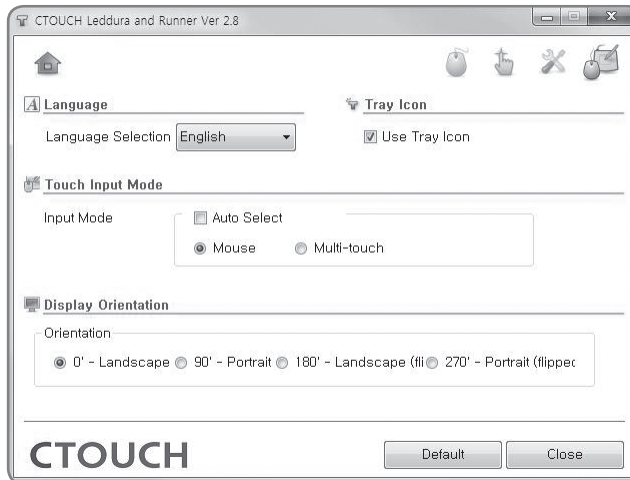 CTOUCH Leddura and Runner Ver 2.8
A Language
Tray Icon
Language Selection English
Use Tray Icon
Touch Input Mode
Input Mode
Auto Select
Mouse Multi-touch
Display Orientation
Orientation
0' - Landscape 90' - Portrait 180' - Landscape (fli 270' - Portrait (flipped
CTOUCH
Default Close